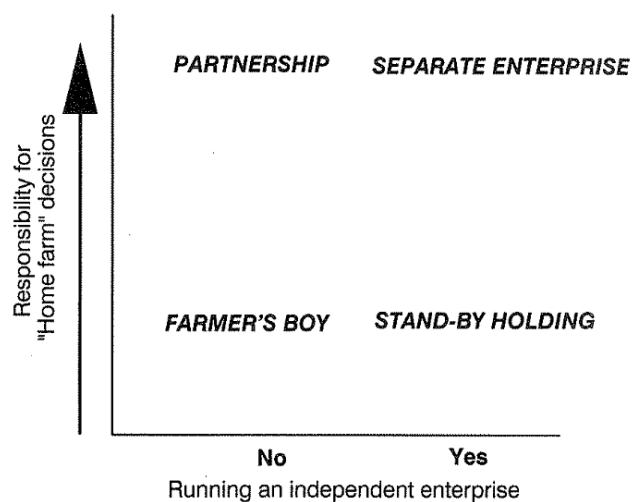 PARTNERSHIP SEPARATE ENTERPRISE
Responsibility for
"Home farm" decisions
FARMER'S BOY STAND-BY HOLDING
No Yes
Running an independent enterprise